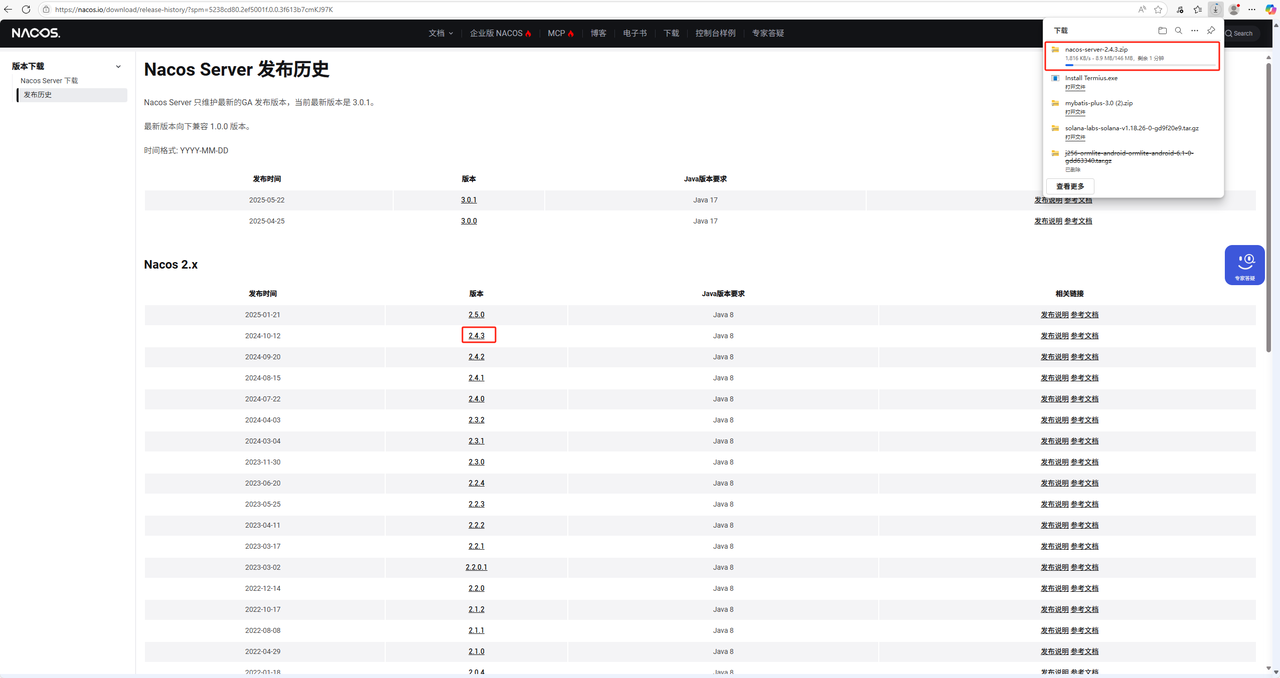 https://nacos.io/download/release-history/?spm=5238cd80.2ef5001f.0.0.3f613b7cmKJ97K
NACOS.
文档 企业版 NACOS MCP 博客 电子书 下载 控制台样例 专家答疑 Search
下载
nacos-server-2.4.3.zip
1,816 KB/s - 8.9 MB/146 MB，剩余 1 分钟
Install Termius.exe
打开文件
mybatis-plus-3.0 (2).zip
打开文件
solana-labs-solana-v1.18.26-0-gd9f20e9.tar.gz
打开文件
j256-ormlite-android-ormlite-android-6.1-0-
gdd63340.tar.gz
已删除
查看更多
版本下载
Nacos Server 下载
发布历史
Nacos Server 发布历史
Nacos Server 只维护最新的GA 发布版本，当前最新版本是 3.0.1。
最新版本向下兼容 1.0.0 版本。
时间格式: YYYY-MM-DD
发布时间 版本 Java版本要求
2025-05-22 3.0.1 Java 17 发布说明 参考文档
2025-04-25 3.0.0 Java 17 发布说明 参考文档
专家答疑
Nacos 2.x
发布时间 版本 Java版本要求 相关链接
2025-01-21 2.5.0 Java 8 发布说明 参考文档
2024-10-12 2.4.3 Java 8 发布说明 参考文档
2024-09-20 2.4.2 Java 8 发布说明 参考文档
2024-08-15 2.4.1 Java 8 发布说明 参考文档
2024-07-22 2.4.0 Java 8 发布说明 参考文档
2024-04-03 2.3.2 Java 8 发布说明 参考文档
2024-03-04 2.3.1 Java 8 发布说明 参考文档
2023-11-30 2.3.0 Java 8 发布说明 参考文档
2023-06-20 2.2.4 Java 8 发布说明 参考文档
2023-05-25 2.2.3 Java 8 发布说明 参考文档
2023-04-11 2.2.2 Java 8 发布说明 参考文档
2023-03-17 2.2.1 Java 8 发布说明 参考文档
2023-03-02 2.2.0.1 Java 8 发布说明 参考文档
2022-12-14 2.2.0 Java 8 发布说明 参考文档
2022-10-17 2.1.2 Java 8 发布说明 参考文档
2022-08-08 2.1.1 Java 8 发布说明 参考文档
2022-04-29 2.1.0 Java 8 发布说明 参考文档
2022-01-18 2.0.4 Java 8 发布说明 参考文档